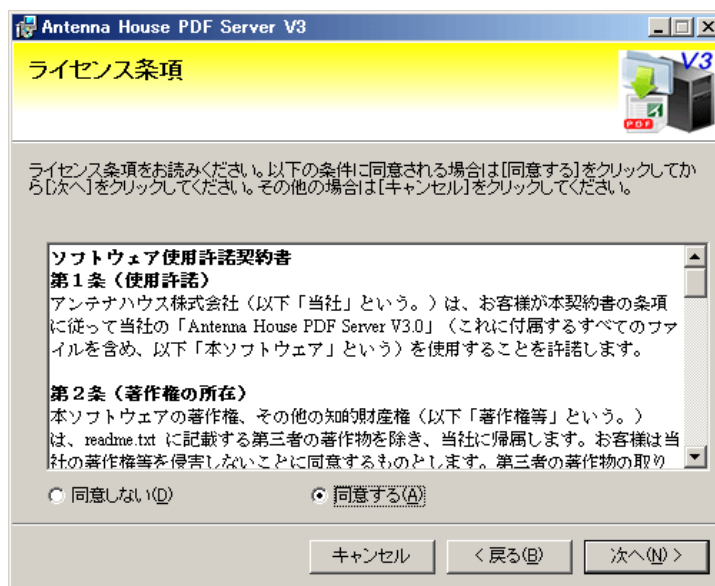 Antenna House PDF Server V3
ライセンス条項
V3
PDF
ライセンス条項をお読みください。以下の条件に同意される場合は[同意する]をクリックしてか
ら[次へ]をクリックしてください。その他の場合は[キャンセル]をクリックしてください。
ソフトウェア使用許諾契約書
第1条（使用許諾）
アンテナハウス株式会社（以下「当社」という。）は、お客様が本契約書の条項
に従って当社の「Antenna House PDF Server V3.0」（これに付属するすべてのファ
イルを含め、以下「本ソフトウェア」という）を使用することを許諾します。
第2条（著作権の所在）
本ソフトウェアの著作権、その他の知的財産権（以下「著作権等」という。）
は、readme.txt に記載する第三者の著作物を除き、当社に帰属します。お客様は当
社の著作権等を侵害しないことに同意するものとします。第三者の著作物の取り
同意しない(D)
同意する(A)
キャンセル
< 戻る(B)
次へ(N) >